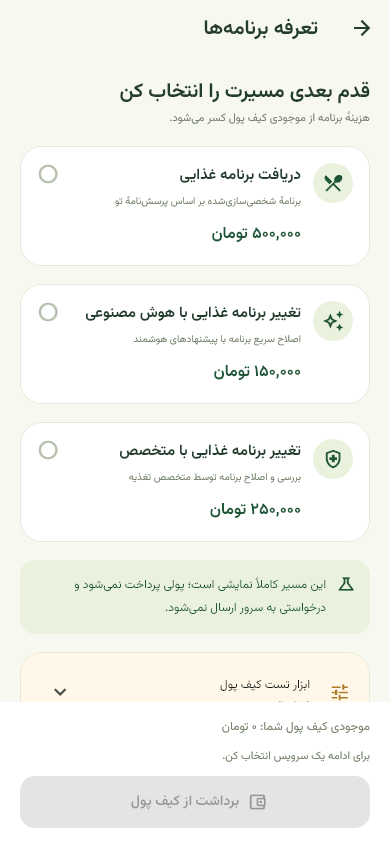 تعرفه برنامه‌ها
قدم بعدی مسیرت را انتخاب کن
هزینهٔ برنامه از موجودی کیف پول کسر می‌شود.
دریافت برنامه غذایی
برنامهٔ شخصی‌سازی‌شده بر اساس پرسش‌نامهٔ تو
۵۰۰,۰۰۰ تومان
تغییر برنامه غذایی با هوش مصنوعی
اصلاح سریع برنامه با پیشنهادهای هوشمند
۱۵۰,۰۰۰ تومان
تغییر برنامه غذایی با متخصص
بررسی و اصلاح برنامه توسط متخصص تغذیه
۲۵۰,۰۰۰ تومان
این مسیر کاملاً نمایشی است؛ پولی پرداخت نمی‌شود و
درخواستی به سرور ارسال نمی‌شود.
ابزار تست کیف پول
موجودی کیف پول شما: ۰ تومان
برای ادامه یک سرویس انتخاب کن.
برداشت از کیف پول